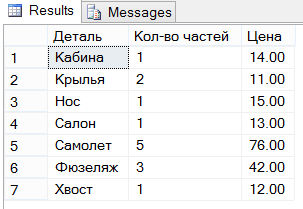 Results Messages
Деталь Кол-во частей Цена
1 Кабина 1 14.00
2 Крылья 2 11.00
3 Нос 1 15.00
4 Салон 1 13.00
5 Самолет 5 76.00
6 Фюзеляж 3 42.00
7 Хвост 1 12.00